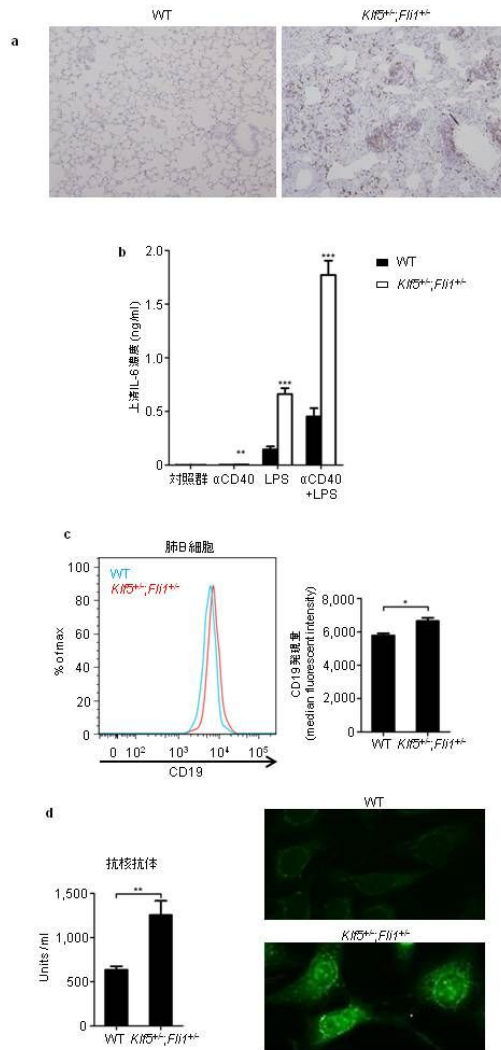 WT Klf5+/-;Fli1+/-
a
b
WT
Klf5+/-;Fli1+/-
上清IL-6濃度 (ng/ml)
2.0
1.5
1.0
0.5
0
***
**
***
対照群 αCD40 LPS αCD40
+LPS
c
肺B細胞
WT
Klf5+/-;Fli1+/-
% of max
100
80
60
40
20
0
0 10² 10³ 10⁴ 10⁵
CD19
CD19発現量
(median fluorescent intensity)
8,000
6,000
4,000
2,000
0
*
WT Klf5+/-;Fli1+/-
d
抗核抗体
Units /ml
1,500
1,000
500
0
**
WT Klf5+/-;Fli1+/-
WT
Klf5+/-;Fli1+/-